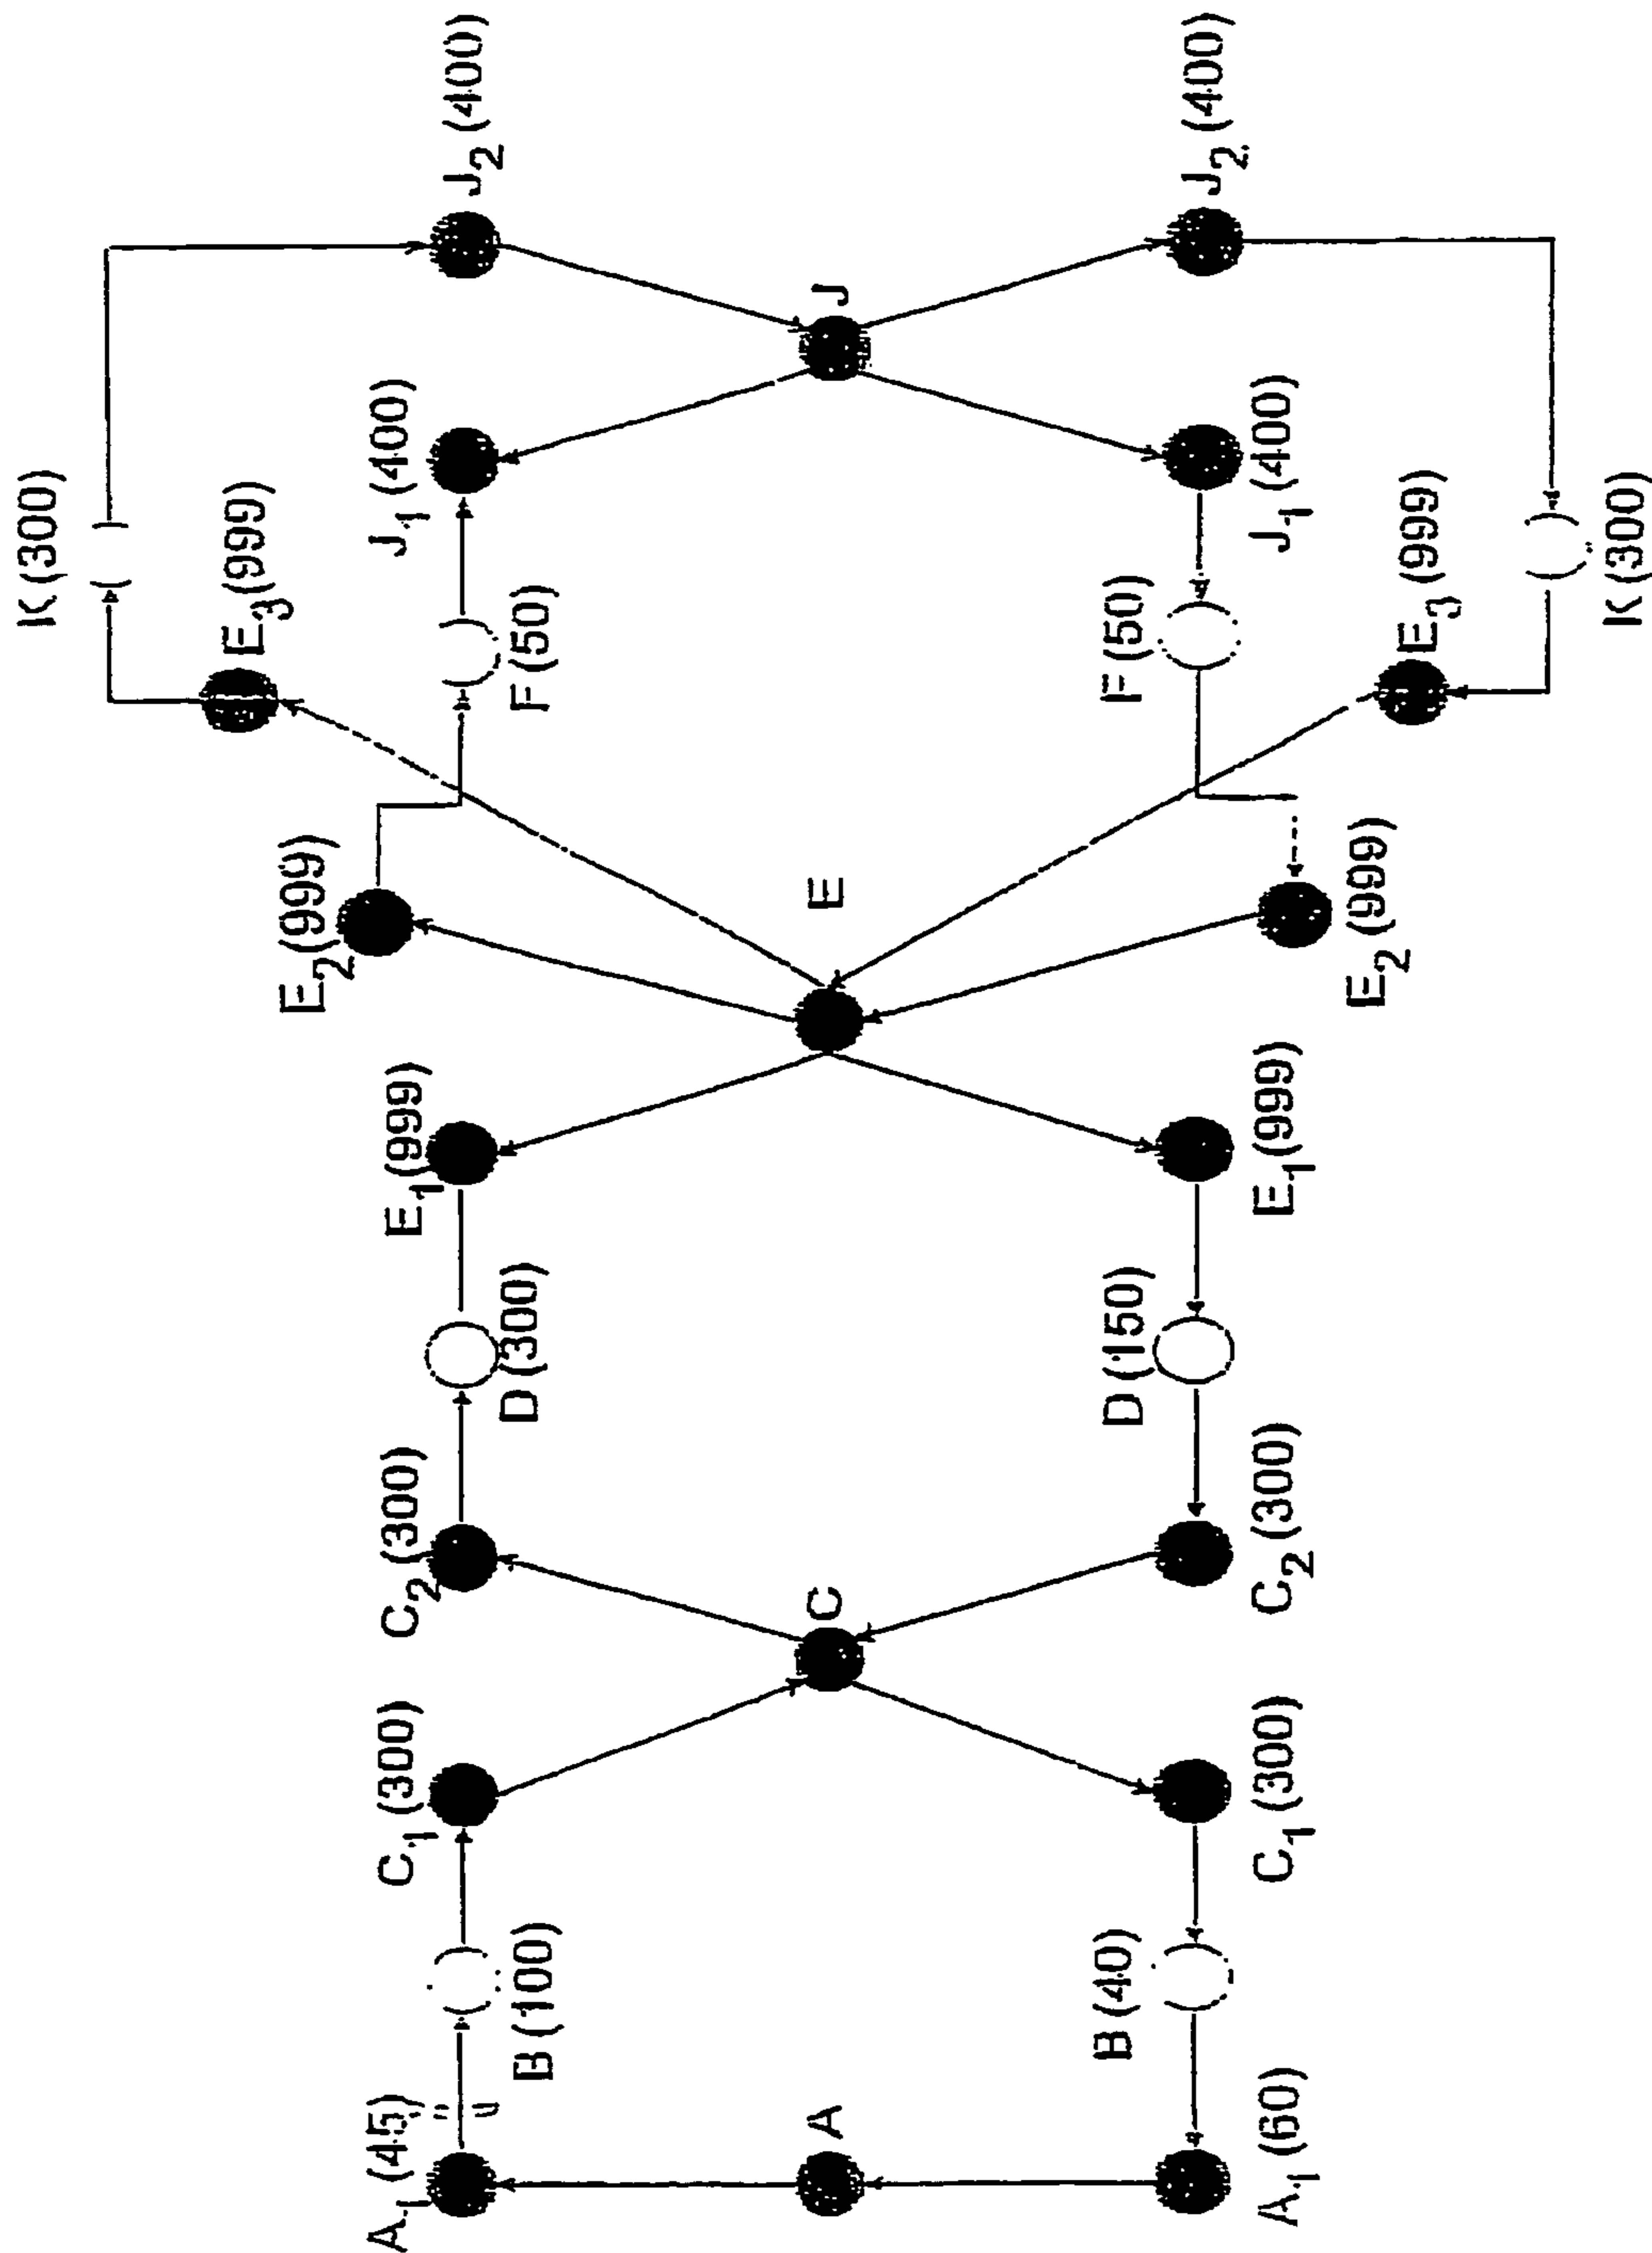 K (300)
E3 (999)
J2 (400)
E2 (999)
J1 (400)
F (50)
E1 (999)
D (300)
C2 (300)
C1 (300)
B (100)
A1 (45)
J
E
C
A
F (50)
D (150)
B (40)
J2 (400)
J1 (400)
E3 (999)
E2 (999)
E1 (999)
C2 (300)
C1 (300)
A1 (60)
K (300)